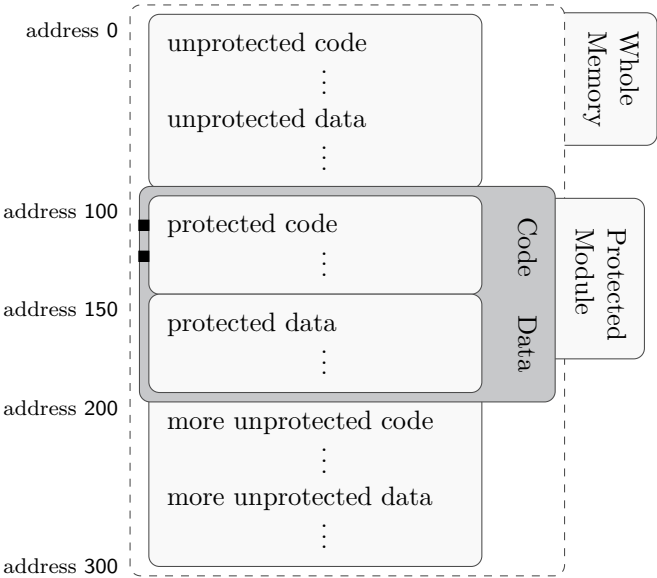 address 0
unprotected code
⋮
unprotected data
⋮
Whole
Memory
address 100
protected code
⋮
Code
Protected
Module
address 150
protected data
⋮
Data
address 200
more unprotected code
⋮
more unprotected data
⋮
address 300